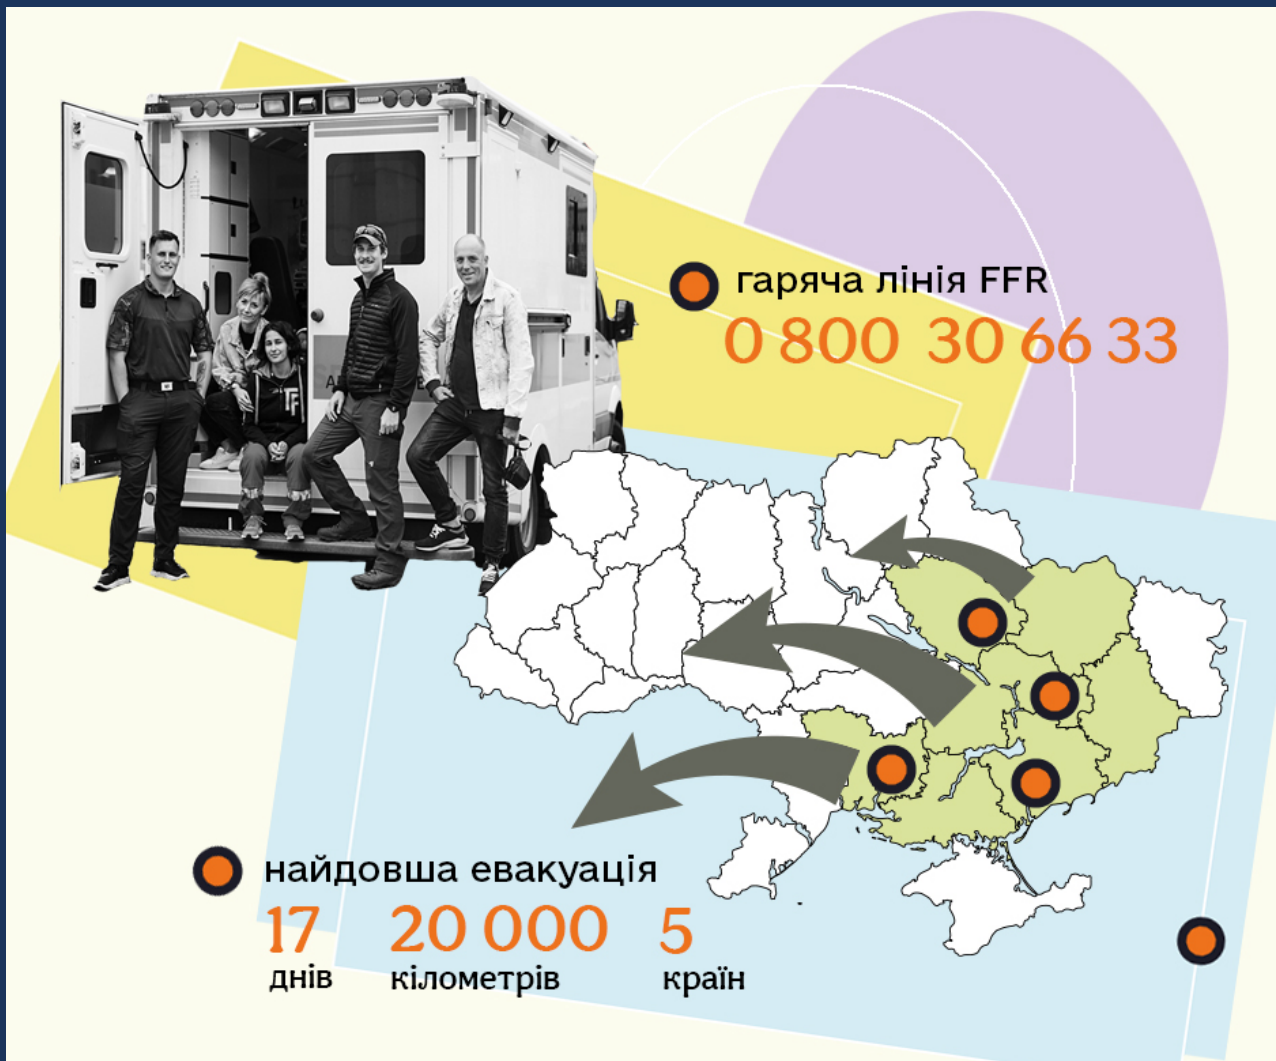 гаряча лінія FFR
0 800 30 66 33
найдовша евакуація
17 20 000 5
днів кілометрів країн